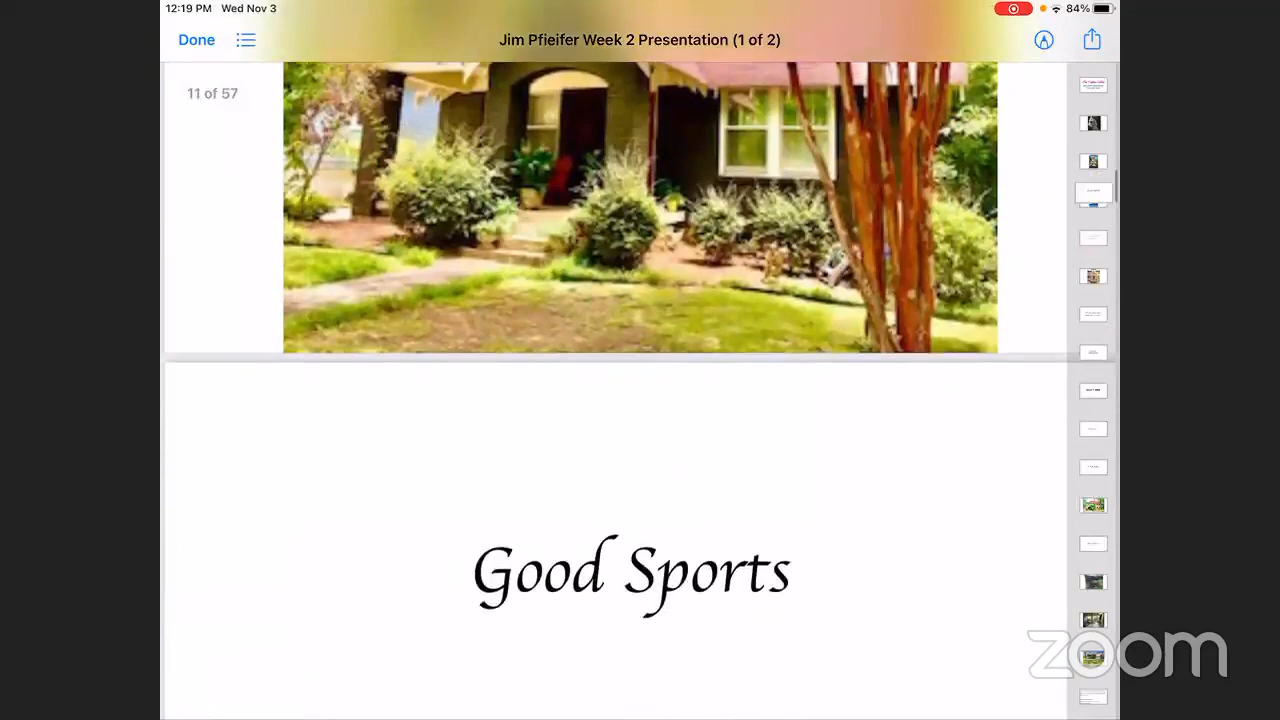 12:19 PM Wed Nov 3
84%
Done
Jim Pfieifer Week 2 Presentation (1 of 2)
11 of 57
Good Sports
zoom